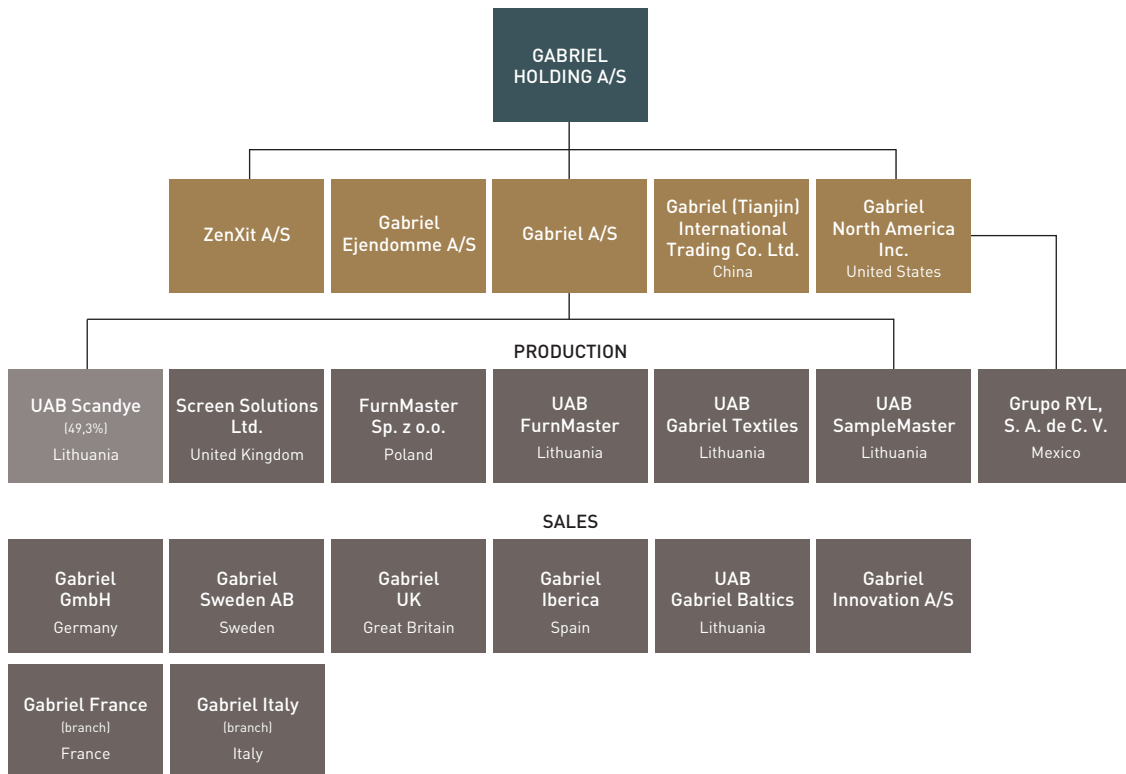 GABRIEL
HOLDING A/S
ZenXit A/S
Gabriel
Ejendomme A/S
Gabriel A/S
Gabriel (Tianjin)
International
Trading Co. Ltd.
China
Gabriel
North America
Inc.
United States
PRODUCTION
UAB Scandye
(49,3%)
Lithuania
Screen Solutions
Ltd.
United Kingdom
FurnMaster
Sp. z o.o.
Poland
UAB
FurnMaster
Lithuania
UAB
Gabriel Textiles
Lithuania
UAB
SampleMaster
Lithuania
Grupo RYL,
S. A. de C. V.
Mexico
SALES
Gabriel
GmbH
Germany
Gabriel
Sweden AB
Sweden
Gabriel
UK
Great Britain
Gabriel
Iberica
Spain
UAB
Gabriel Baltics
Lithuania
Gabriel
Innovation A/S
Gabriel France
(branch)
France
Gabriel Italy
(branch)
Italy